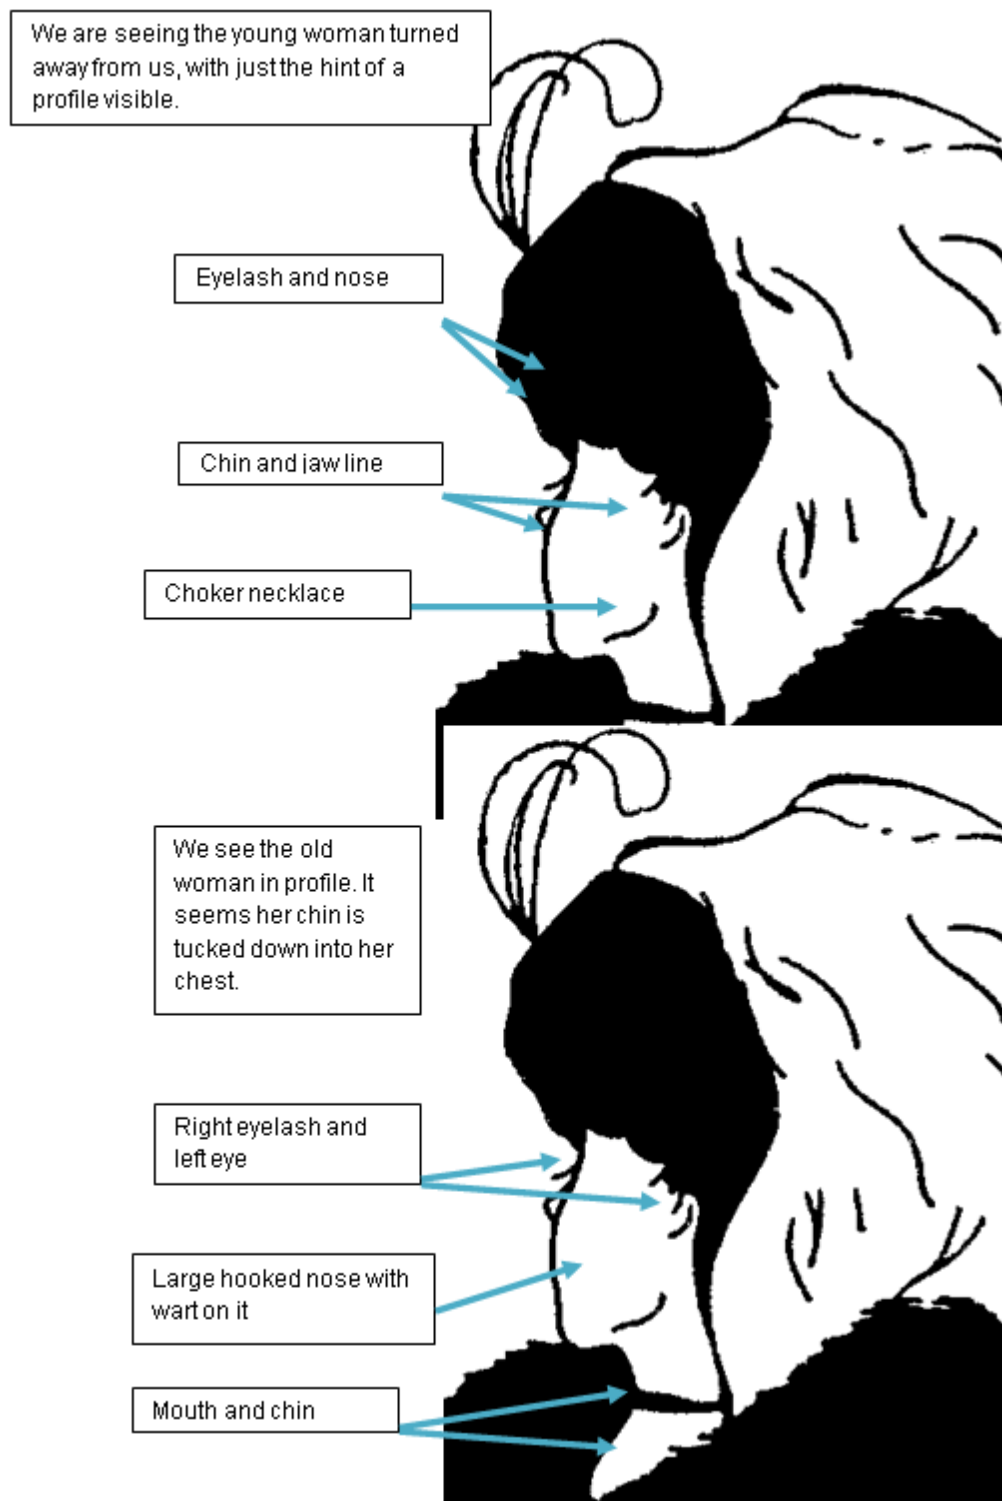 We are seeing the young woman turned
away from us, with just the hint of a
profile visible.
Eyelash and nose
Chin and jaw line
Choker necklace
We see the old
woman in profile. It
seems her chin is
tucked down into her
chest.
Right eyelash and
left eye
Large hooked nose with
wart on it
Mouth and chin